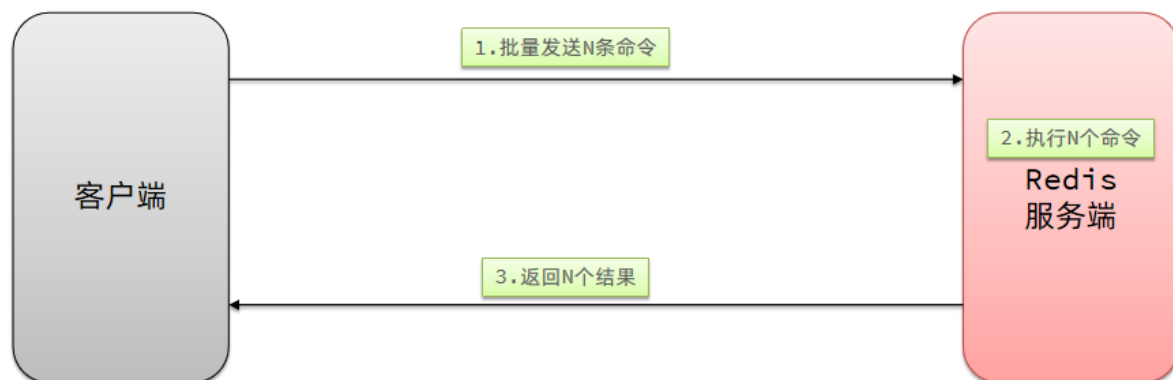 1.批量发送N条命令
2.执行N个命令
客户端
Redis
服务端
3.返回N个结果